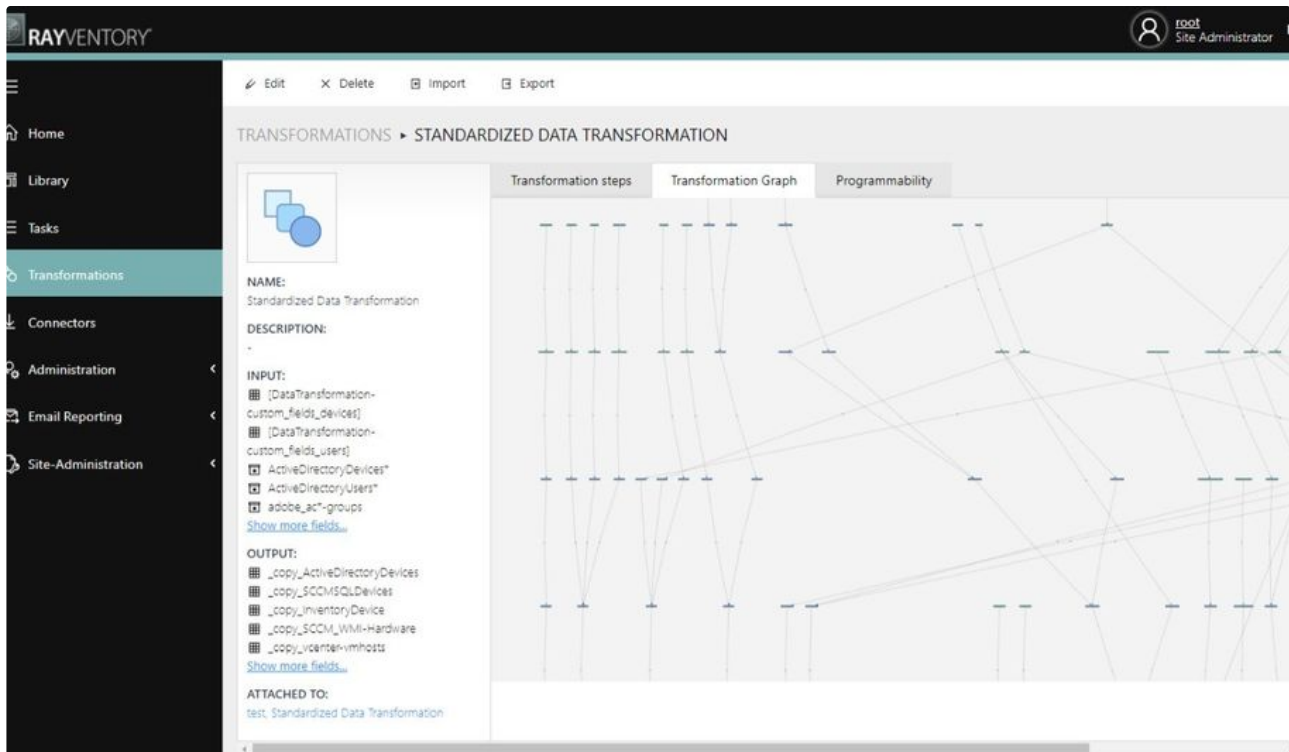 RAYVENTORY
root
Site Administrator
Edit
Delete
Import
Export
Home
Library
Tasks
Transformations
Connectors
Administration
Email Reporting
Site-Administration
TRANSFORMATIONS ▸ STANDARDIZED DATA TRANSFORMATION
NAME:
Standardized Data Transformation
DESCRIPTION:
-
INPUT:
[DataTransformation-
custom_fields_devices]
[DataTransformation-
custom_fields_users]
ActiveDirectoryDevices*
ActiveDirectoryUsers*
adobe_ac*-groups
Show more fields...
OUTPUT:
_copy_ActiveDirectoryDevices
_copy_SCCMSQLDevices
_copy_InventoryDevice
_copy_SCCM_WMI-Hardware
_copy_vcenter-vmhosts
Show more fields...
ATTACHED TO:
test, Standardized Data Transformation
Transformation steps
Transformation Graph
Programmability